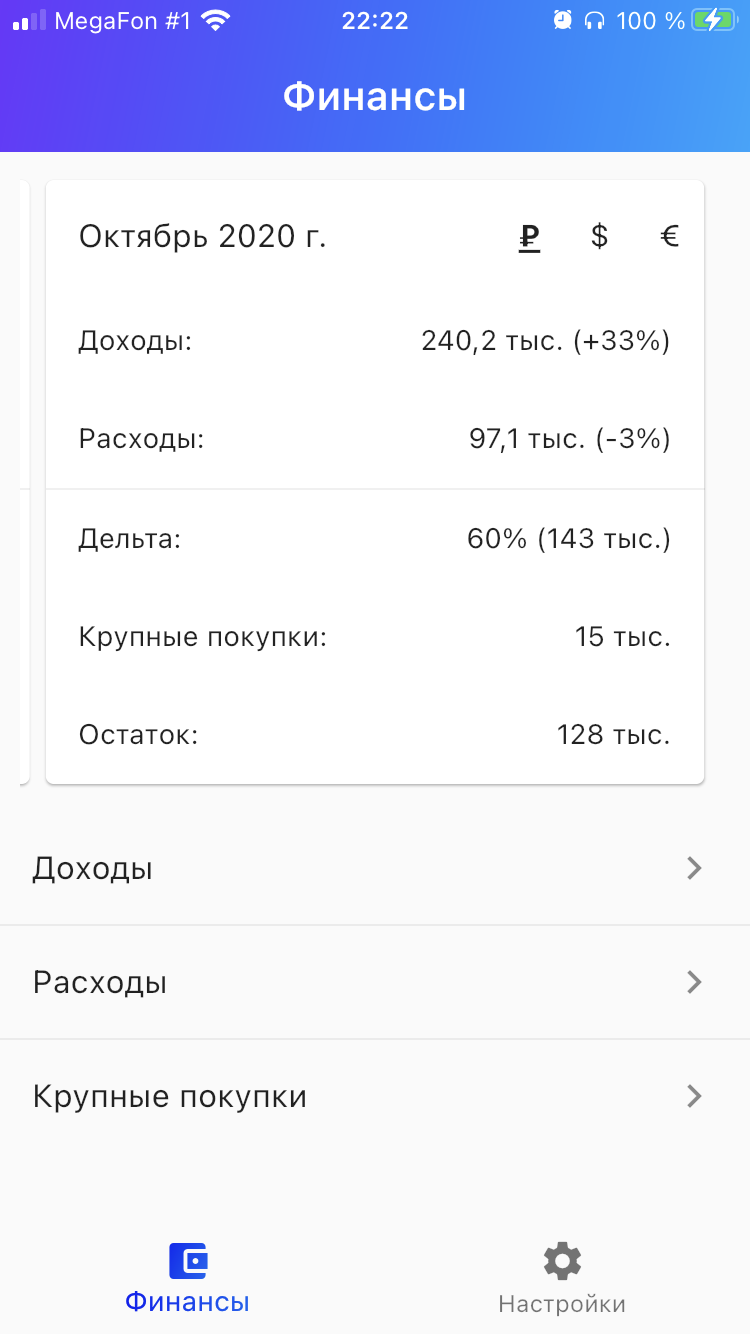 MegaFon #1 22:22 100 %
Финансы
Октябрь 2020 г. ₽ $ €
Доходы: 240,2 тыс. (+33%)
Расходы: 97,1 тыс. (-3%)
Дельта: 60% (143 тыс.)
Крупные покупки: 15 тыс.
Остаток: 128 тыс.
Доходы
Расходы
Крупные покупки
Финансы Настройки